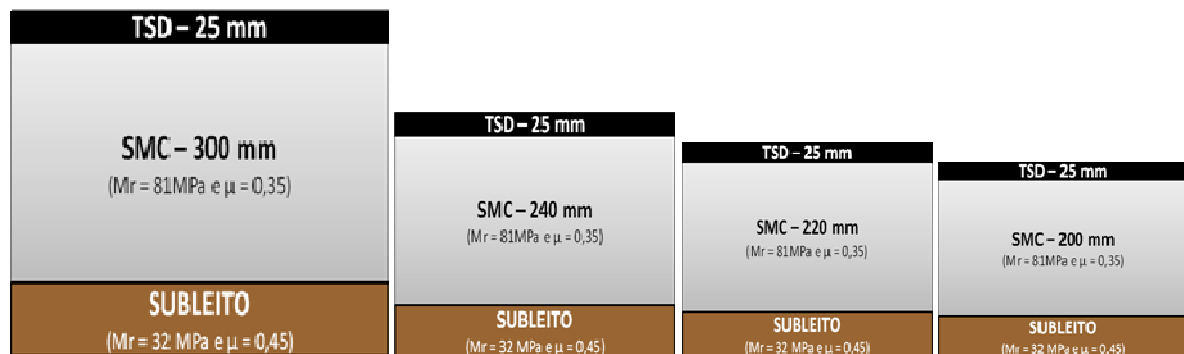 TSD – 25 mm
SMC – 300 mm
(Mr = 81MPa e µ = 0,35)
SUBLEITO
(Mr = 32 MPa e µ = 0,45)
TSD – 25 mm
SMC – 240 mm
(Mr = 81MPa e µ = 0,35)
SUBLEITO
(Mr = 32 MPa e µ = 0,45)
TSD – 25 mm
SMC – 220 mm
(Mr = 81MPa e µ = 0,35)
SUBLEITO
(Mr = 32 MPa e µ = 0,45)
TSD – 25 mm
SMC – 200 mm
(Mr = 81MPa e µ = 0,35)
SUBLEITO
(Mr = 32 MPa e µ = 0,45)